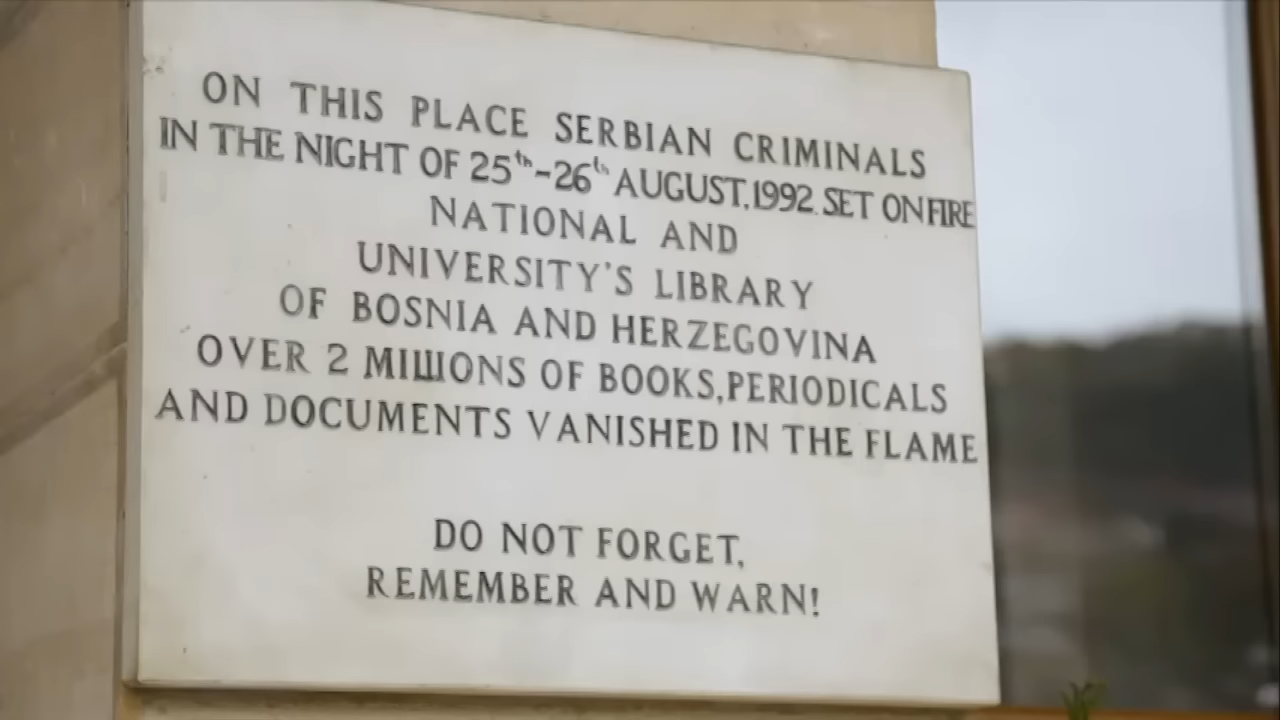 ON THIS PLACE SERBIAN CRIMINALS
IN THE NIGHT OF 25th-26th AUGUST,1992. SET ON FIRE
NATIONAL AND
UNIVERSITY'S LIBRARY
OF BOSNIA AND HERZEGOVINA
OVER 2 MILLIONS OF BOOKS,PERIODICALS
AND DOCUMENTS VANISHED IN THE FLAME
DO NOT FORGET,
REMEMBER AND WARN!